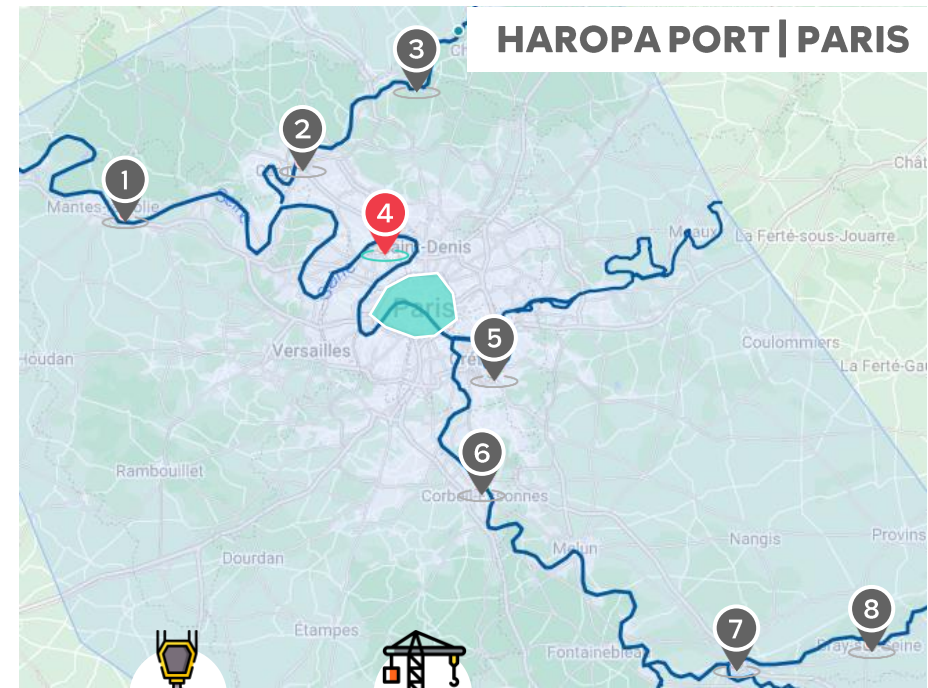 HAROPA PORT | PARIS
3
2
1
Mantes-la-Jolie
Seine
4
Saint-Denis
Meaux
La Ferté-sous-Jouarre
Seine
Paris
5
Versailles
Coulommiers
Houdan
La Ferté-Gau
6
Rambouillet
Corbeil-Essonnes
Melun
Nangis
Provins
Dourdan
8
7
Étampes
Fontainebleau
Bray-sur-Seine